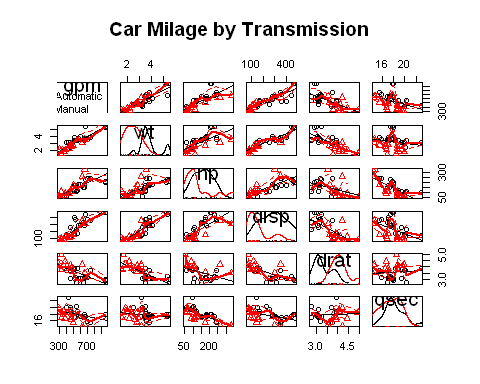 Car Milage by Transmission
2 4 100 400 16 20
gpm
Automatic
Manual
300
2 4
wt
hp
50 300
100
disp
drat
3.0 5.0
16
qsec
300 700 50 200 3.0 4.5